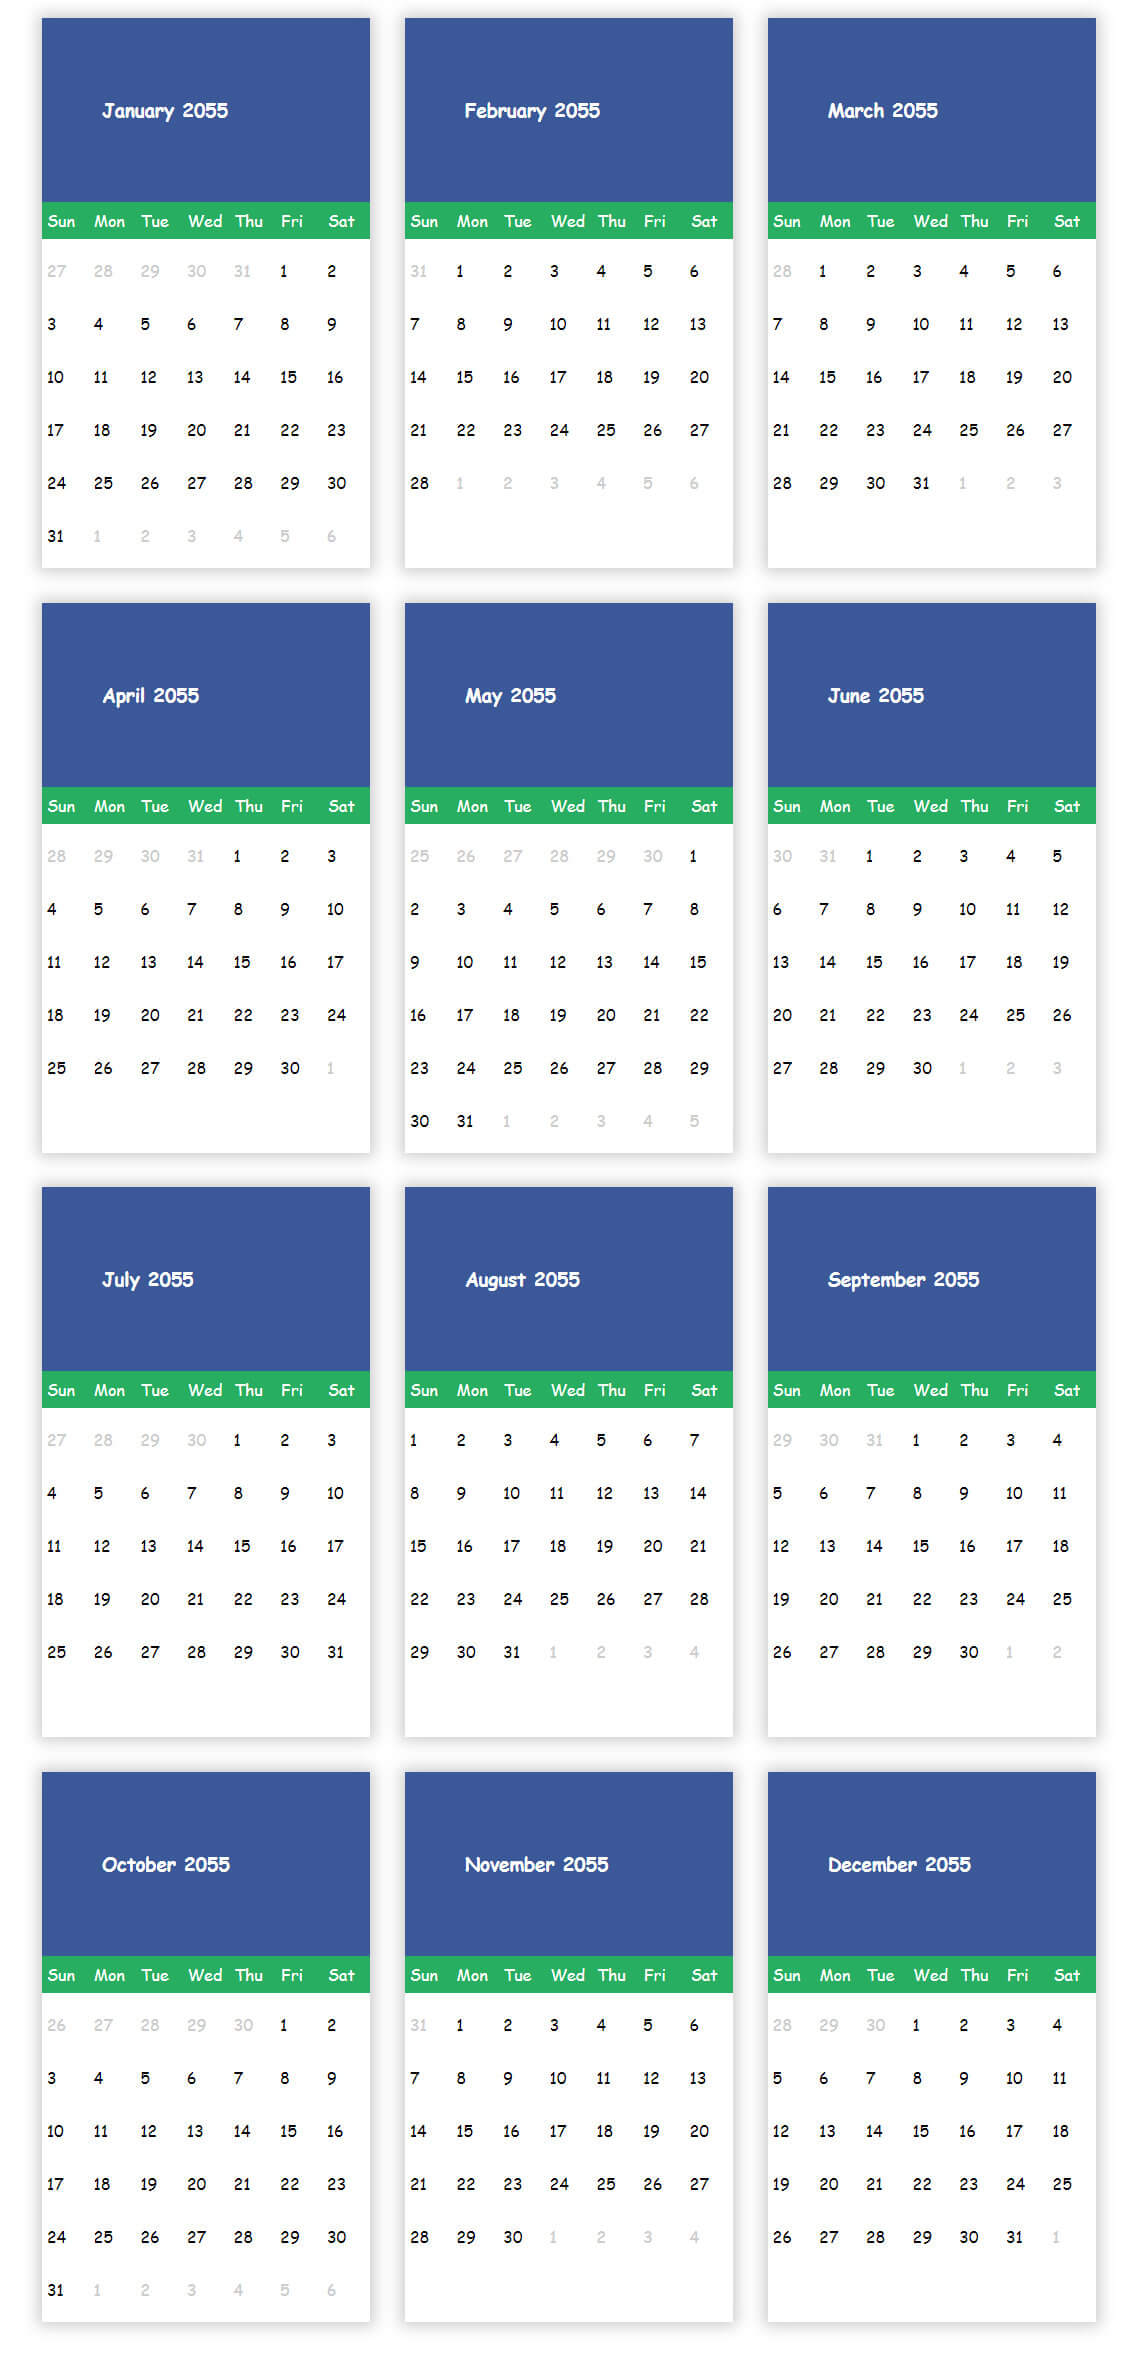 January 2055
Sun Mon Tue Wed Thu Fri Sat
27 28 29 30 31 1 2
3 4 5 6 7 8 9
10 11 12 13 14 15 16
17 18 19 20 21 22 23
24 25 26 27 28 29 30
31 1 2 3 4 5 6
February 2055
Sun Mon Tue Wed Thu Fri Sat
31 1 2 3 4 5 6
7 8 9 10 11 12 13
14 15 16 17 18 19 20
21 22 23 24 25 26 27
28 1 2 3 4 5 6
March 2055
Sun Mon Tue Wed Thu Fri Sat
28 1 2 3 4 5 6
7 8 9 10 11 12 13
14 15 16 17 18 19 20
21 22 23 24 25 26 27
28 29 30 31 1 2 3
April 2055
Sun Mon Tue Wed Thu Fri Sat
28 29 30 31 1 2 3
4 5 6 7 8 9 10
11 12 13 14 15 16 17
18 19 20 21 22 23 24
25 26 27 28 29 30 1
May 2055
Sun Mon Tue Wed Thu Fri Sat
25 26 27 28 29 30 1
2 3 4 5 6 7 8
9 10 11 12 13 14 15
16 17 18 19 20 21 22
23 24 25 26 27 28 29
30 31 1 2 3 4 5
June 2055
Sun Mon Tue Wed Thu Fri Sat
30 31 1 2 3 4 5
6 7 8 9 10 11 12
13 14 15 16 17 18 19
20 21 22 23 24 25 26
27 28 29 30 1 2 3
July 2055
Sun Mon Tue Wed Thu Fri Sat
27 28 29 30 1 2 3
4 5 6 7 8 9 10
11 12 13 14 15 16 17
18 19 20 21 22 23 24
25 26 27 28 29 30 31
August 2055
Sun Mon Tue Wed Thu Fri Sat
1 2 3 4 5 6 7
8 9 10 11 12 13 14
15 16 17 18 19 20 21
22 23 24 25 26 27 28
29 30 31 1 2 3 4
September 2055
Sun Mon Tue Wed Thu Fri Sat
29 30 31 1 2 3 4
5 6 7 8 9 10 11
12 13 14 15 16 17 18
19 20 21 22 23 24 25
26 27 28 29 30 1 2
October 2055
Sun Mon Tue Wed Thu Fri Sat
26 27 28 29 30 1 2
3 4 5 6 7 8 9
10 11 12 13 14 15 16
17 18 19 20 21 22 23
24 25 26 27 28 29 30
31 1 2 3 4 5 6
November 2055
Sun Mon Tue Wed Thu Fri Sat
31 1 2 3 4 5 6
7 8 9 10 11 12 13
14 15 16 17 18 19 20
21 22 23 24 25 26 27
28 29 30 1 2 3 4
December 2055
Sun Mon Tue Wed Thu Fri Sat
28 29 30 1 2 3 4
5 6 7 8 9 10 11
12 13 14 15 16 17 18
19 20 21 22 23 24 25
26 27 28 29 30 31 1